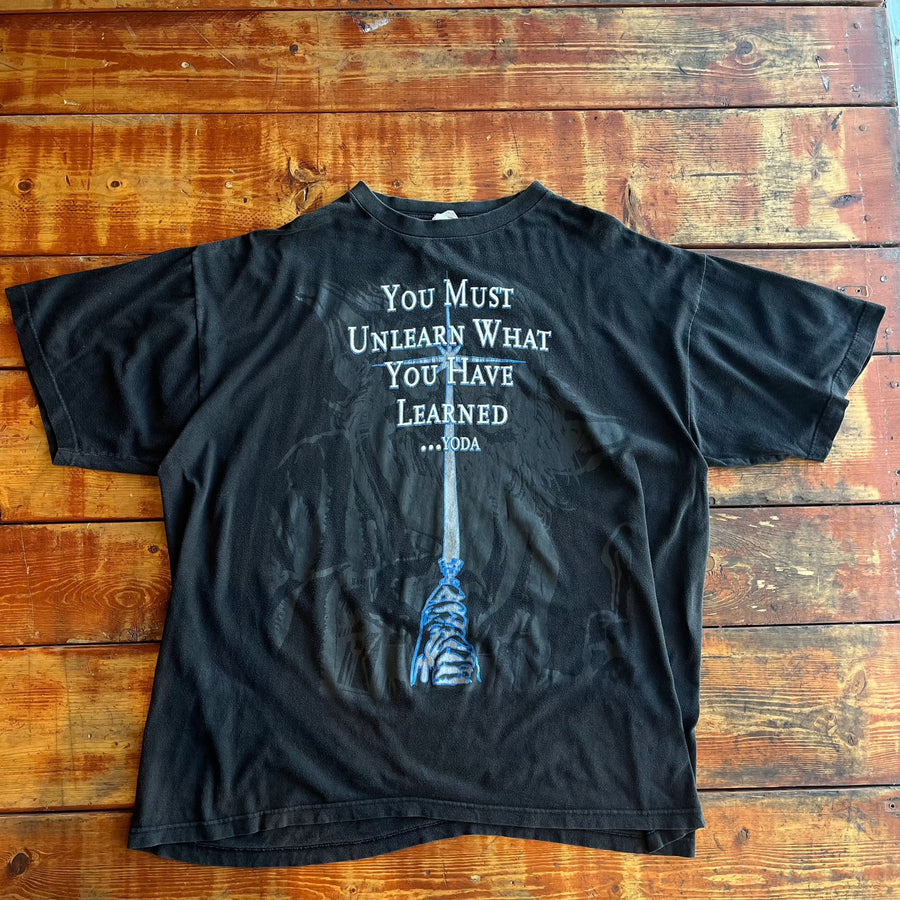 You Must
Unlearn What
You Have
Learned
...Yoda